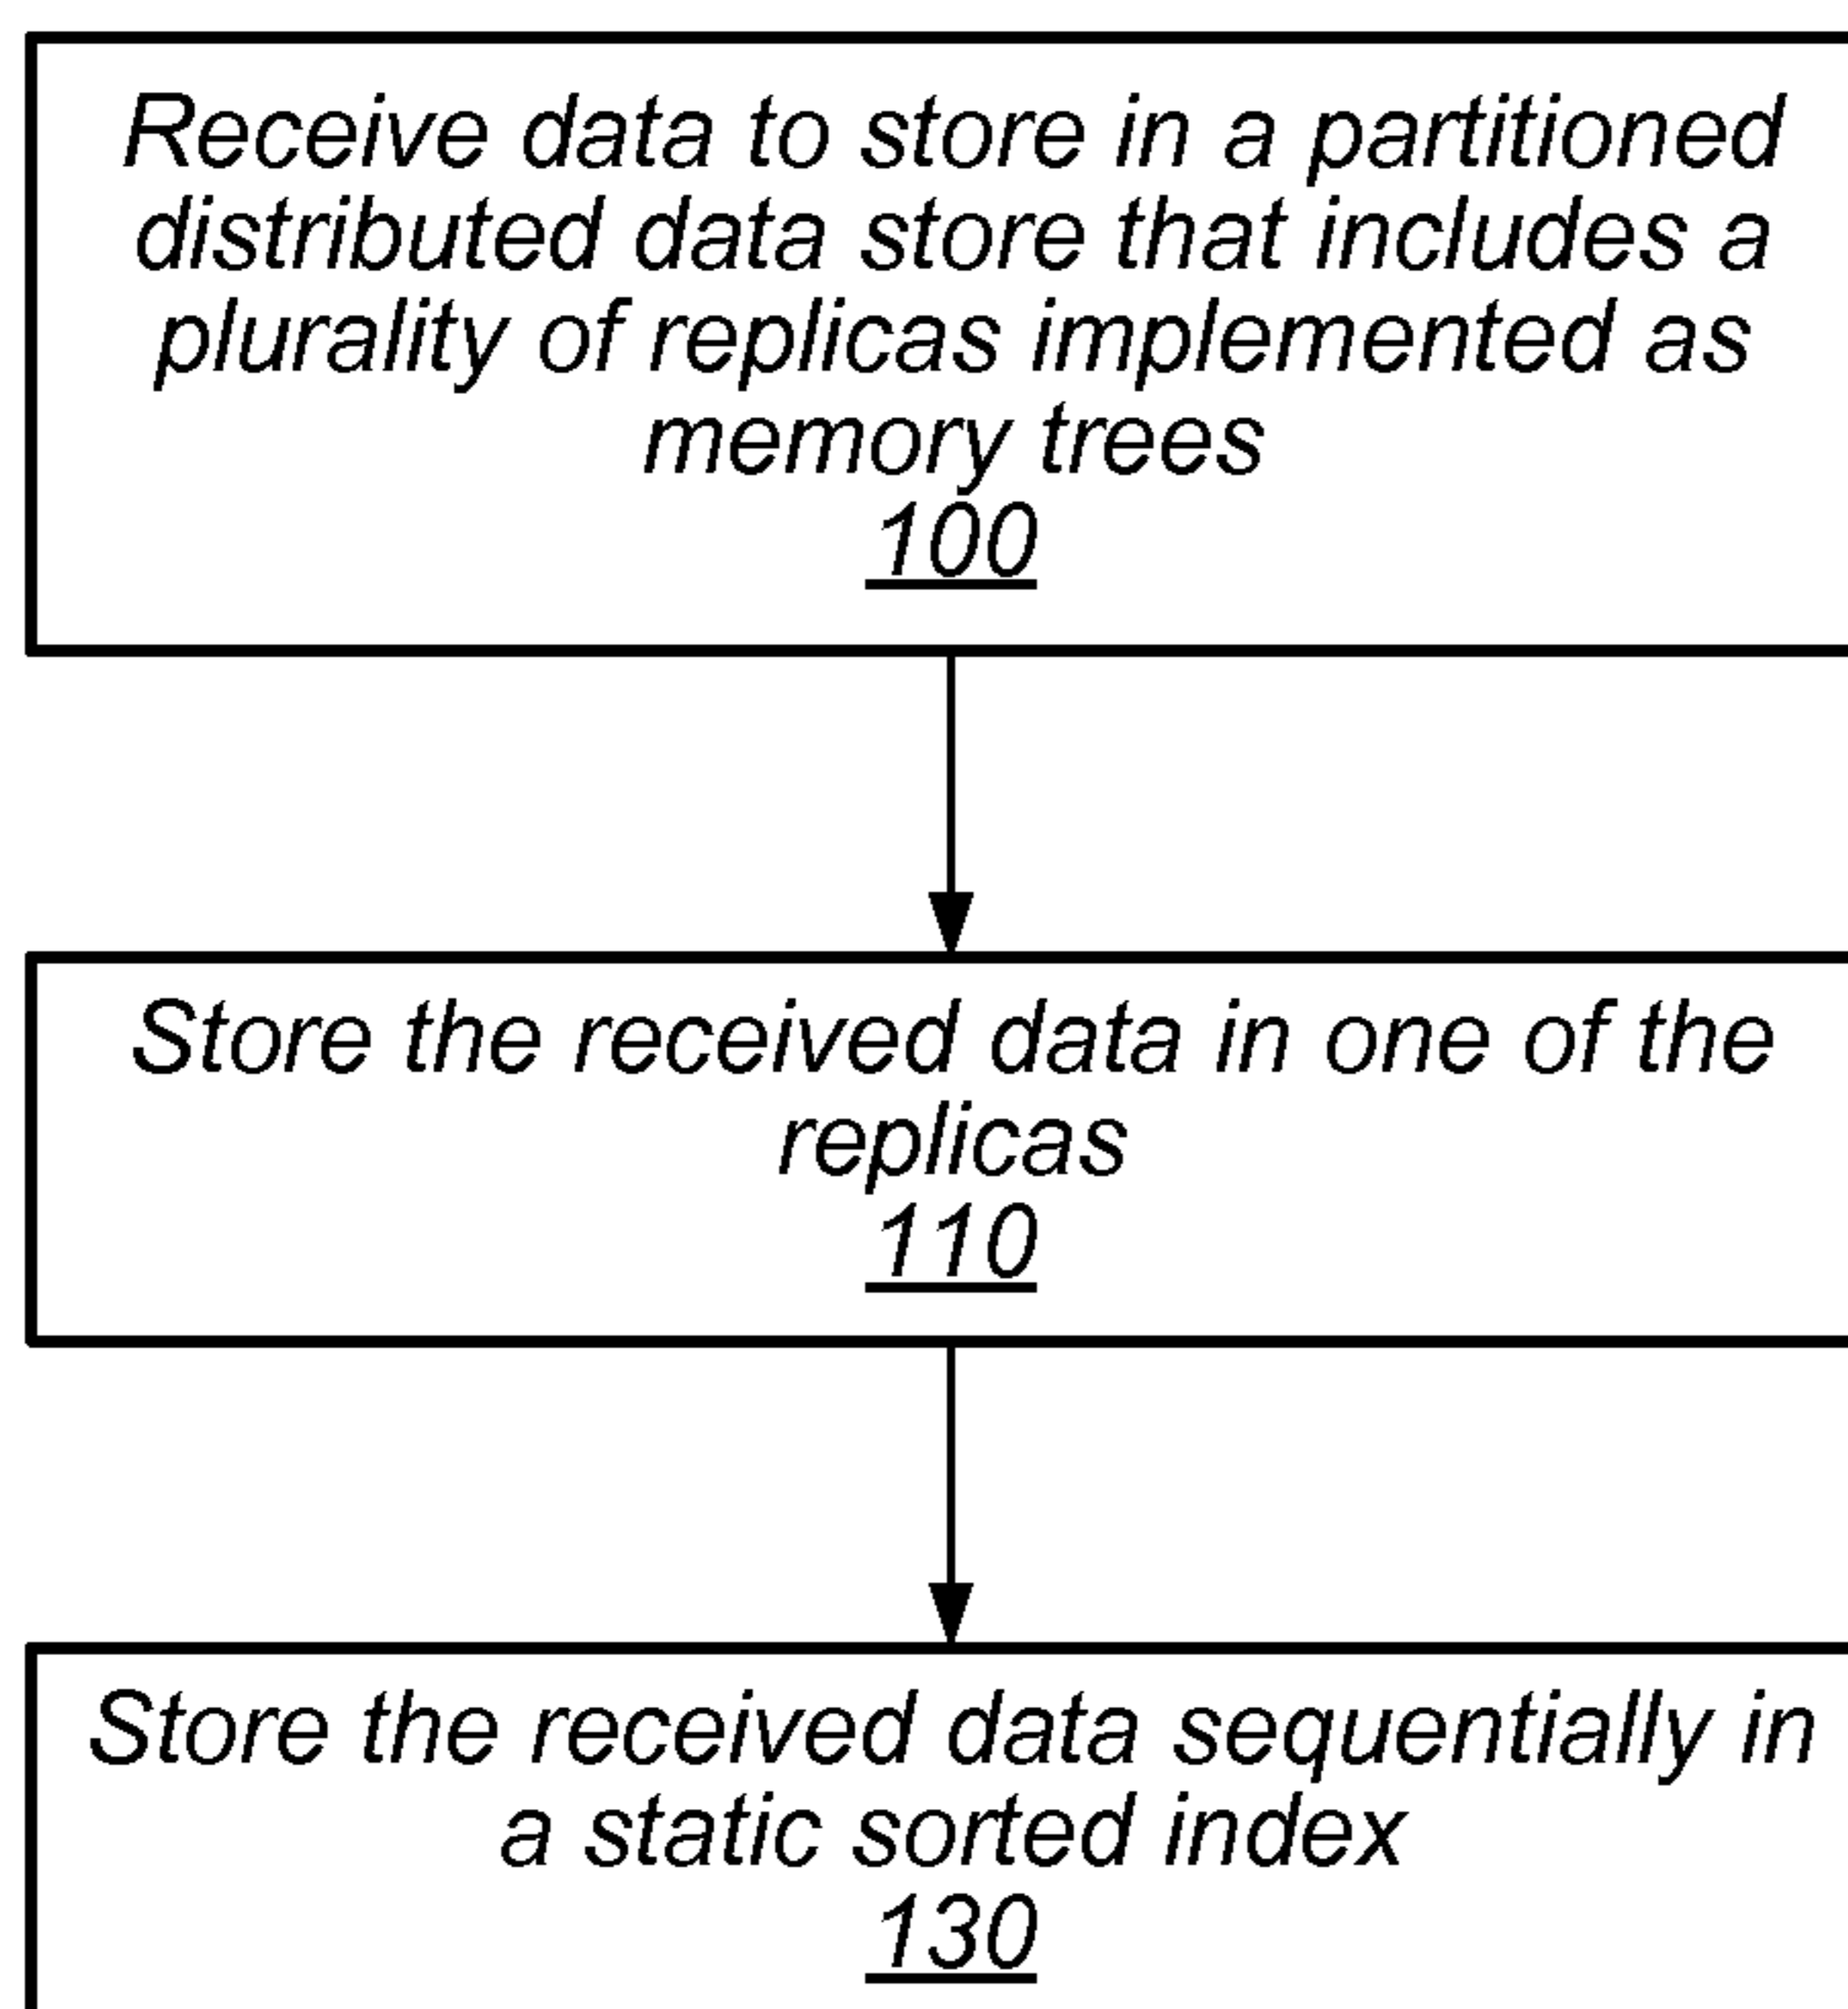 Receive data to store in a partitioned
distributed data store that includes a
plurality of replicas implemented as
memory trees
100
Store the received data in one of the
replicas
110
Store the received data sequentially in
a static sorted index
130